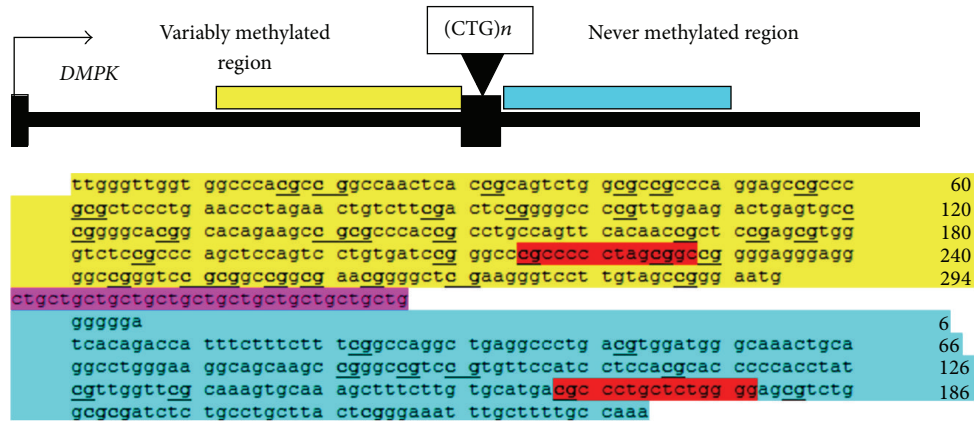 (CTG)n
Variably methylated region
Never methylated region
DMPK
ttgggttggt ggcccacgcc ggccaactca ccgcagtctg gcgccgccca ggagccgccc 60
gcgctccctg aaccctagaa ctgtcttcga ctccggggcc ccgttggaag actgagtgcc 120
cggggcacgg cacagaagcc gcgcccaccg cctgccagtt cacaaccgct ccgagcgtgg 180
gtctccgccc agctccagtc ctgtgatccg ggcccgcccc ctagcggccg gggagggagg 240
ggccgggtcc gcggccggcg aacggggctc gaagggtcct tgtagccggg aatg 294
ctgctgctgctgctgctgctgctgctgctgctg
ggggga 6
tcacagacca tttctttctt tcggccaggc tgaggccctg acgtggatgg gcaaactgca 66
ggcctgggaa ggcagcaagc cgggccgtcc gtgttccatc ctccacgcac ccccacctat 126
cgttggttcg caaagtgcaa agctttcttg tgcatgacgc cctgctctgg ggagcgtctg 186
gcgcgatctc tgcctgctta ctcgggaaat ttgcttttgc caaa